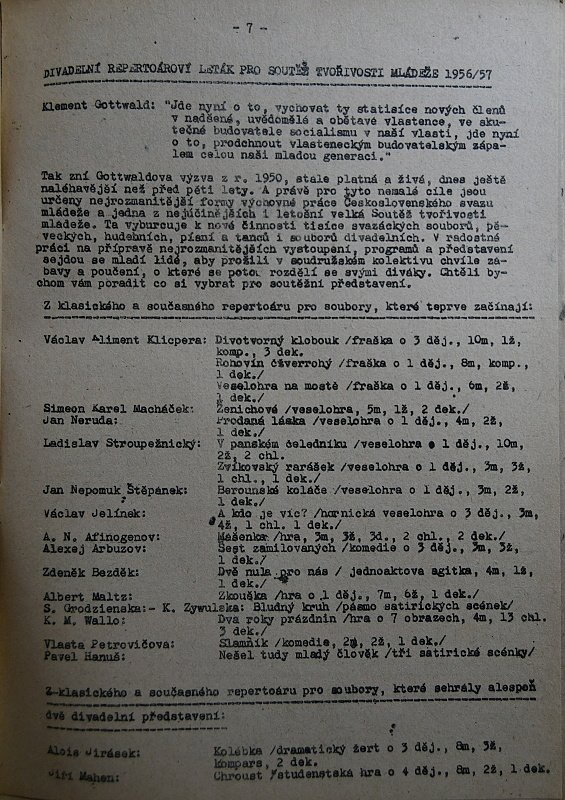 - 7 -
DIVADELNÍ REPERTOÁROVÝ LETÁK PRO SOUTĚŽ TVOŘIVOSTI MLÁDEŽE 1956/57
Klement Gottwald: "Jde nyní o to, vychovat ty statisíce nových členů
v nadšené, uvědomělé a obětavé vlastence, ve sku-
tečné budovatele socialismu v naší vlasti, jde nyní
o to, prodchnout vlasteneckým budovatelským zápa-
lem celou naši mladou generaci."
Tak zní Gottwaldova výzva z r. 1950, stale platná a živá, dnes ještě
naléhavější než před pěti lety. A právě pro tyto nemalé cíle jsou
určeny nejrozmanitější formy výchovné práce Československého svazu
mládeže a jedna z nejúčinějších i letošní velká Soutěž tvořivosti
mládeže. Ta vyburcuje k nové činnosti tisíce svazáckých souborů, pě-
veckých, hudebních, písní a tanců i souborů divadelních. V radostné
práci na přípravě nejrozmanitějších vystoupení, programů a představení
sejdou se mladí lidé, aby prožili v soudružském kolektivu chvíle zá-
bavy a poučení, o které se potom rozdělí se svými diváky. Chtěli by-
chom vám poradit co si vybrat pro soutěžní představení.
Z klasického a současného repertoáru pro soubory, které teprve začínají:
Václav Kliment Klicpera: Divotvorný klobouk /fraška o 3 děj., 10m, 1ž,
komp., 3 dek.
Rohovín čtverrohý /fraška o 1 děj., 8m, komp.,
1 dek./
Veselohra na mostě /fraška o 1 děj., 6m, 2ž,
1 dek./
Simeon Karel Macháček: Ženichové /veselohra, 5m, 1ž, 2 dek./
Jan Neruda: Prodaná láska /veselohra o 1 děj., 4m, 2ž,
1 dek./
Ladislav Stroupežnický: V panském čeledníku /veselohra o 1 děj., 10m,
2ž, 2 chl.
Zvíkovský rarášek /veselohra o 1 děj., 3m, 3ž,
1 chl., 1 dek./
Jan Nepomuk Štěpánek: Berounské koláče /veselohra o 1 děj., 3m, 2ž,
1 dek./
Václav Jelínek: A kdo je víc? /hornická veselohra o 3 děj., 3m,
4ž, 1 chl. 1 dek./
A. N. Afinogenov: Mášenka /hra, 3m, 3ž, 3d., 2 chl., 2 dek./
Alexej Arbuzov: Šest zamilovaných /komedie o 3 děj., 3m, 3ž,
1 dek./
Zdeněk Bezděk: Dvě nula pro nás / jednoaktova agitka, 4m, 1ž,
1 dek./
Albert Maltz: Zkouška /hra o 1 děj., 7m, 6ž, 1 dek./
S. Grodzienska:- K. Zywulska: Bludný kruh /pásmo satirických scének/
K. M. Wallo: Dva roky prázdnin /hra o 7 obrazech, 4m, 13 chl.
3 dek./
Vlasta Petrovičova: Slamník /komedie, 2m, 2ž, 1 dek./
Pavel Hanuš: Nešel tudy mladý člověk /tři satirické scénky/
Z klasického a současného repertoáru pro soubory, které sehrály alespoň
dvě divadelní představení:
Alois Jirásek: Kolébka /dramatický žert o 3 děj., 8m, 3ž,
kompars, 2 dek.
Jiří Mahen: Chroust /studentská hra o 4 děj., 8m, 2ž, 1 dek.